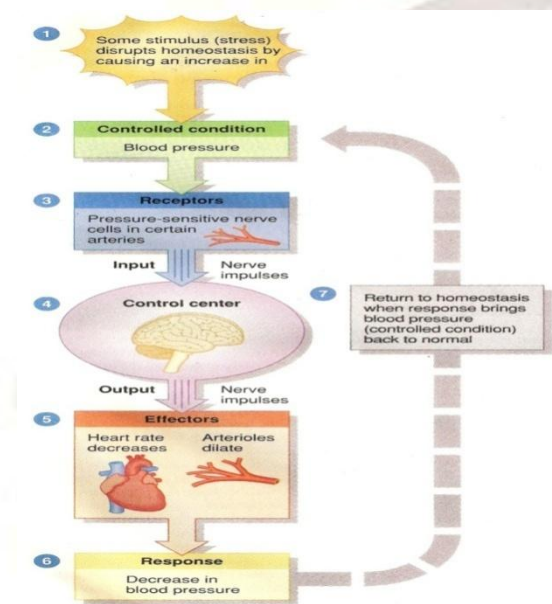 1
Some stimulus (stress)
disrupts homeostasis by
causing an increase in
2
Controlled condition
Blood pressure
3
Receptors
Pressure-sensitive nerve
cells in certain
arteries
Input
Nerve
impulses
4
Control center
Output
Nerve
impulses
5
Effectors
Heart rate
decreases
Arterioles
dilate
6
Response
Decrease in
blood pressure
7
Return to homeostasis
when response brings
blood pressure
(controlled condition)
back to normal